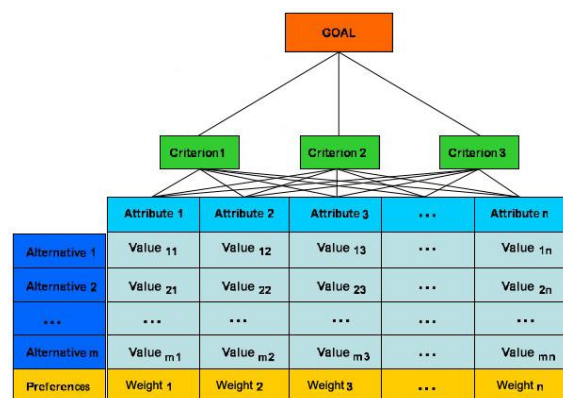 GOAL
Criterion 1 Criterion 2 Criterion 3
Attribute 1 Attribute 2 Attribute 3 ... Attribute n
Alternative 1 Value 11 Value 12 Value 13 ... Value 1n
Alternative 2 Value 21 Value 22 Value 23 ... Value 2n
... ... ... ... ... ...
Alternative m Value m1 Value m2 Value m3 ... Value mn
Preferences Weight 1 Weight 2 Weight 3 ... Weight n